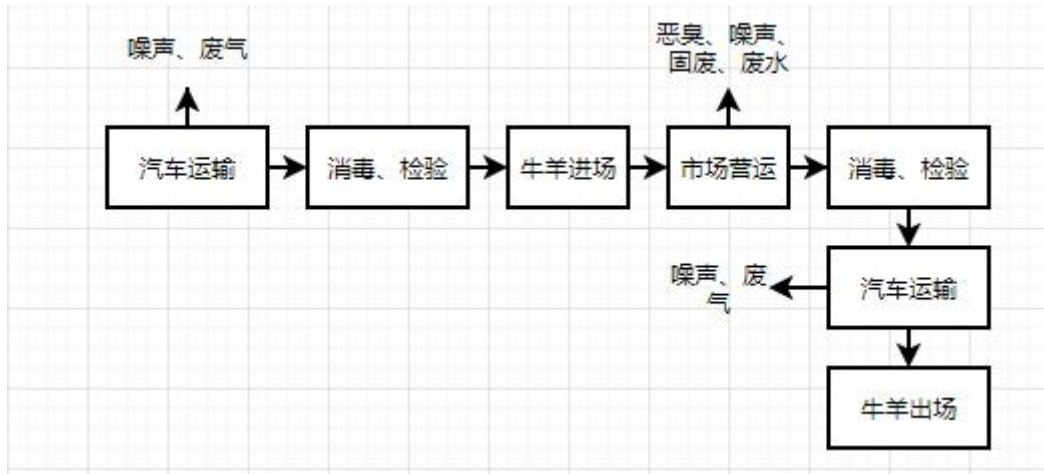 噪声、废气
恶臭、噪声、
固废、废水
汽车运输
消毒、检验
牛羊进场
市场营运
消毒、检验
噪声、废
气
汽车运输
牛羊出场